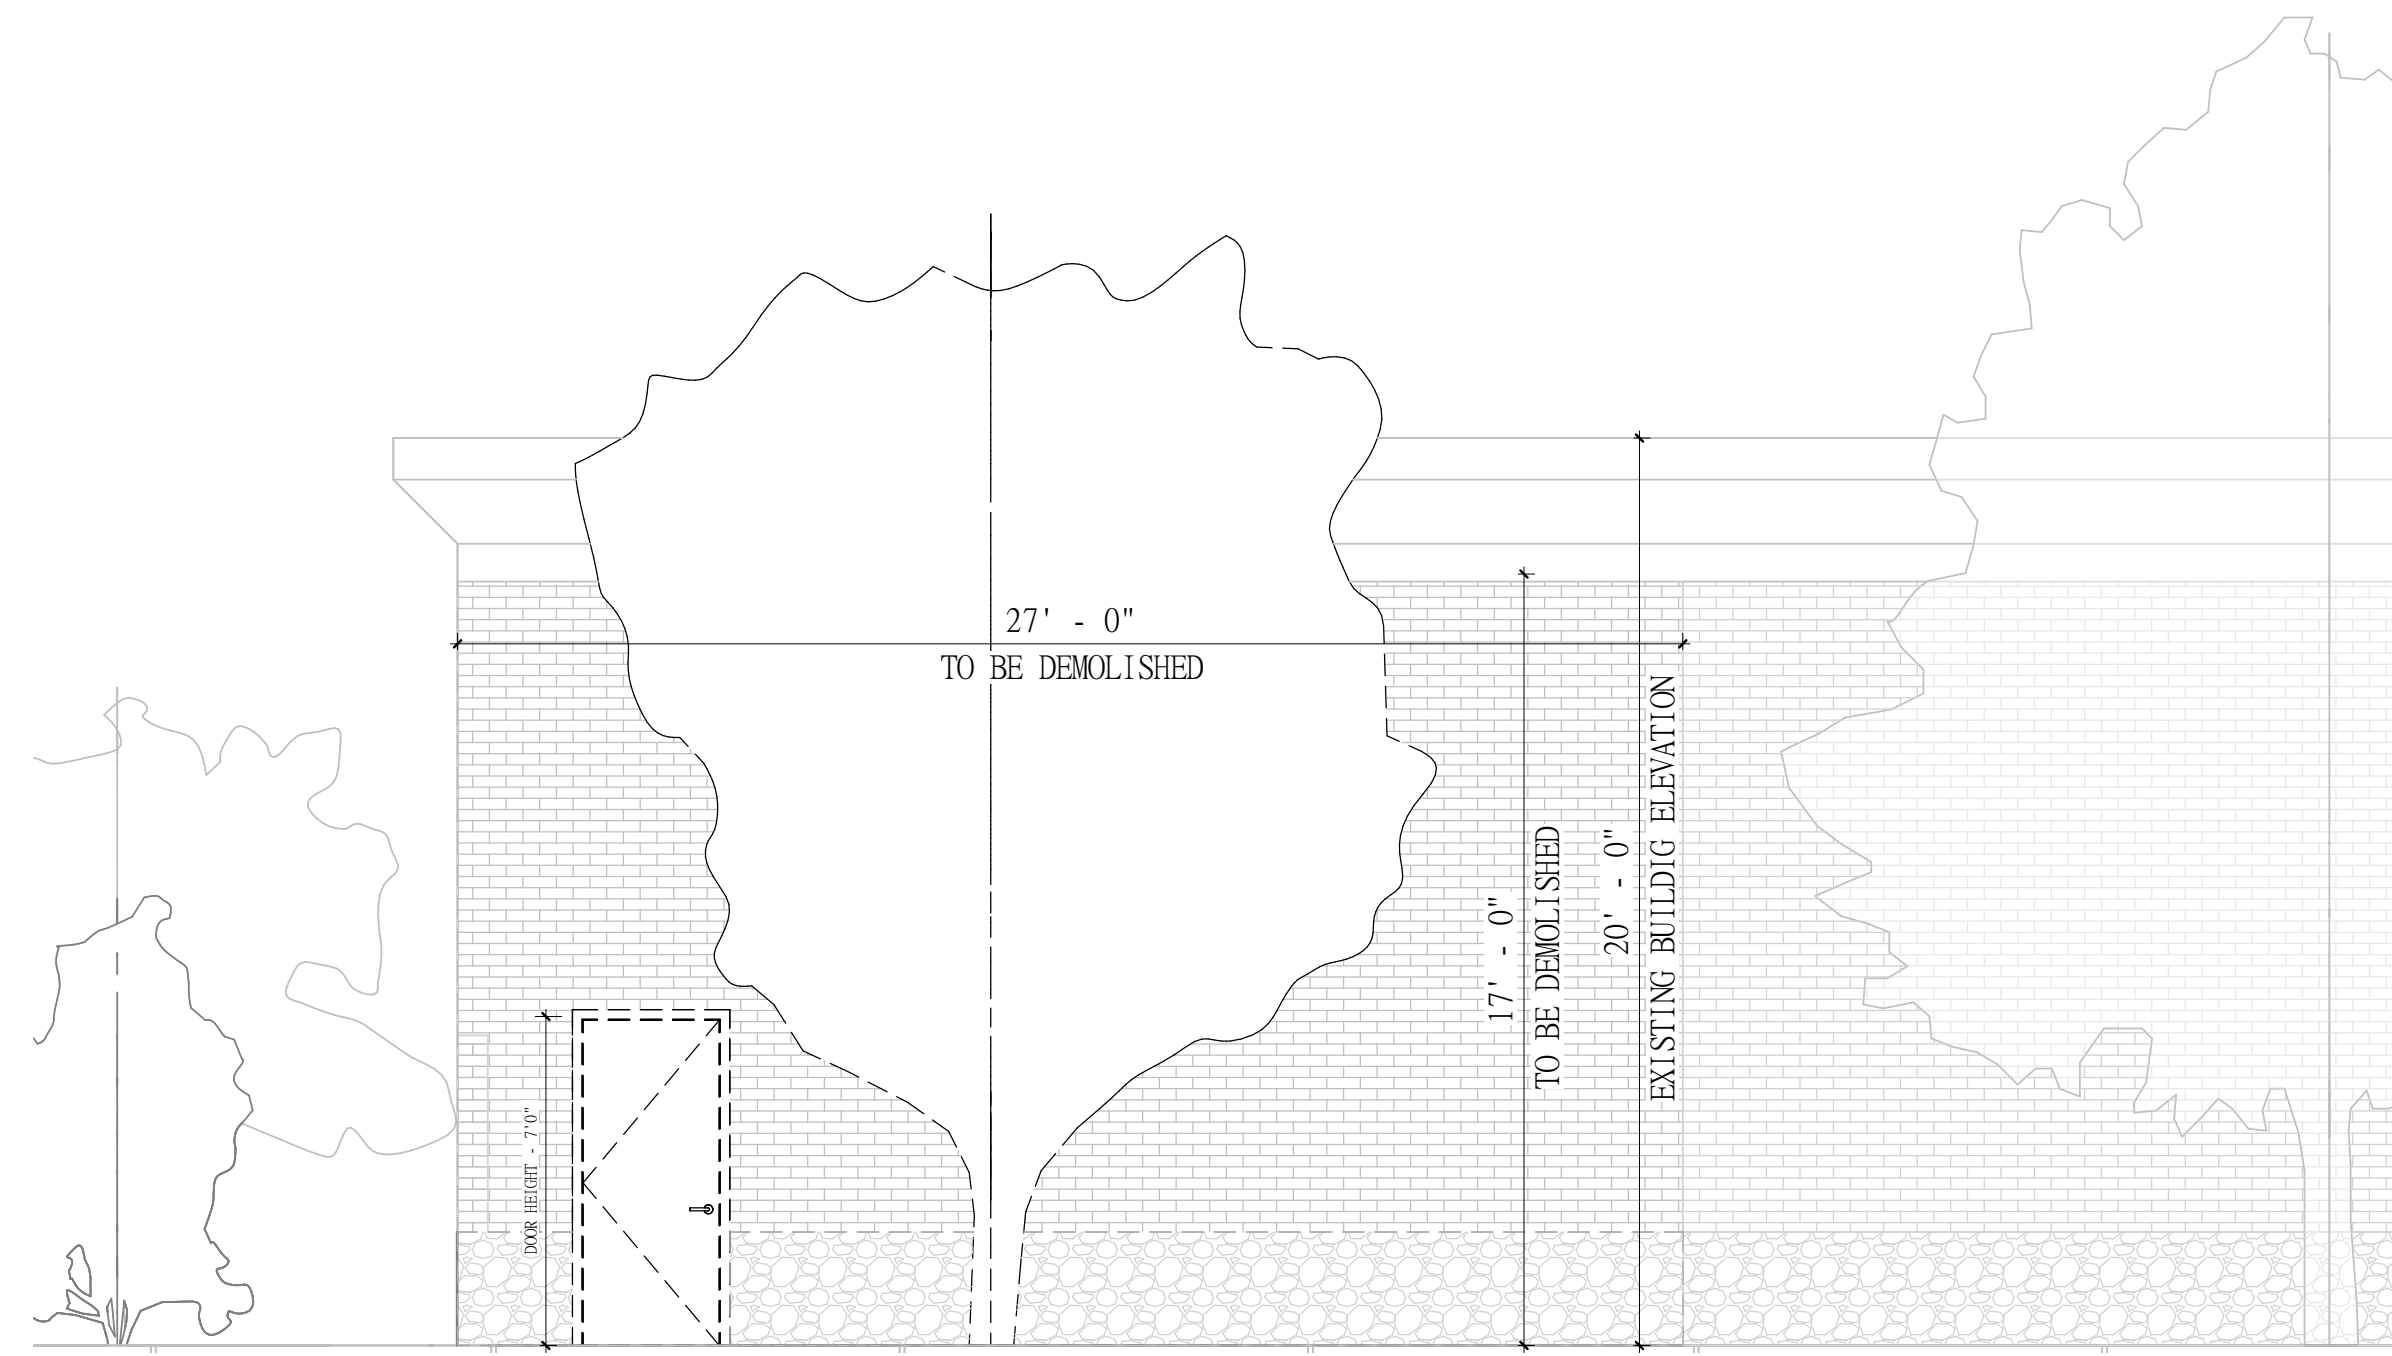 27' - 0"
TO BE DEMOLISHED
DOOR HEIGHT - 7'0"
17' - 0"
TO BE DEMOLISHED
20' - 0"
EXISTING BUILDIG ELEVATION